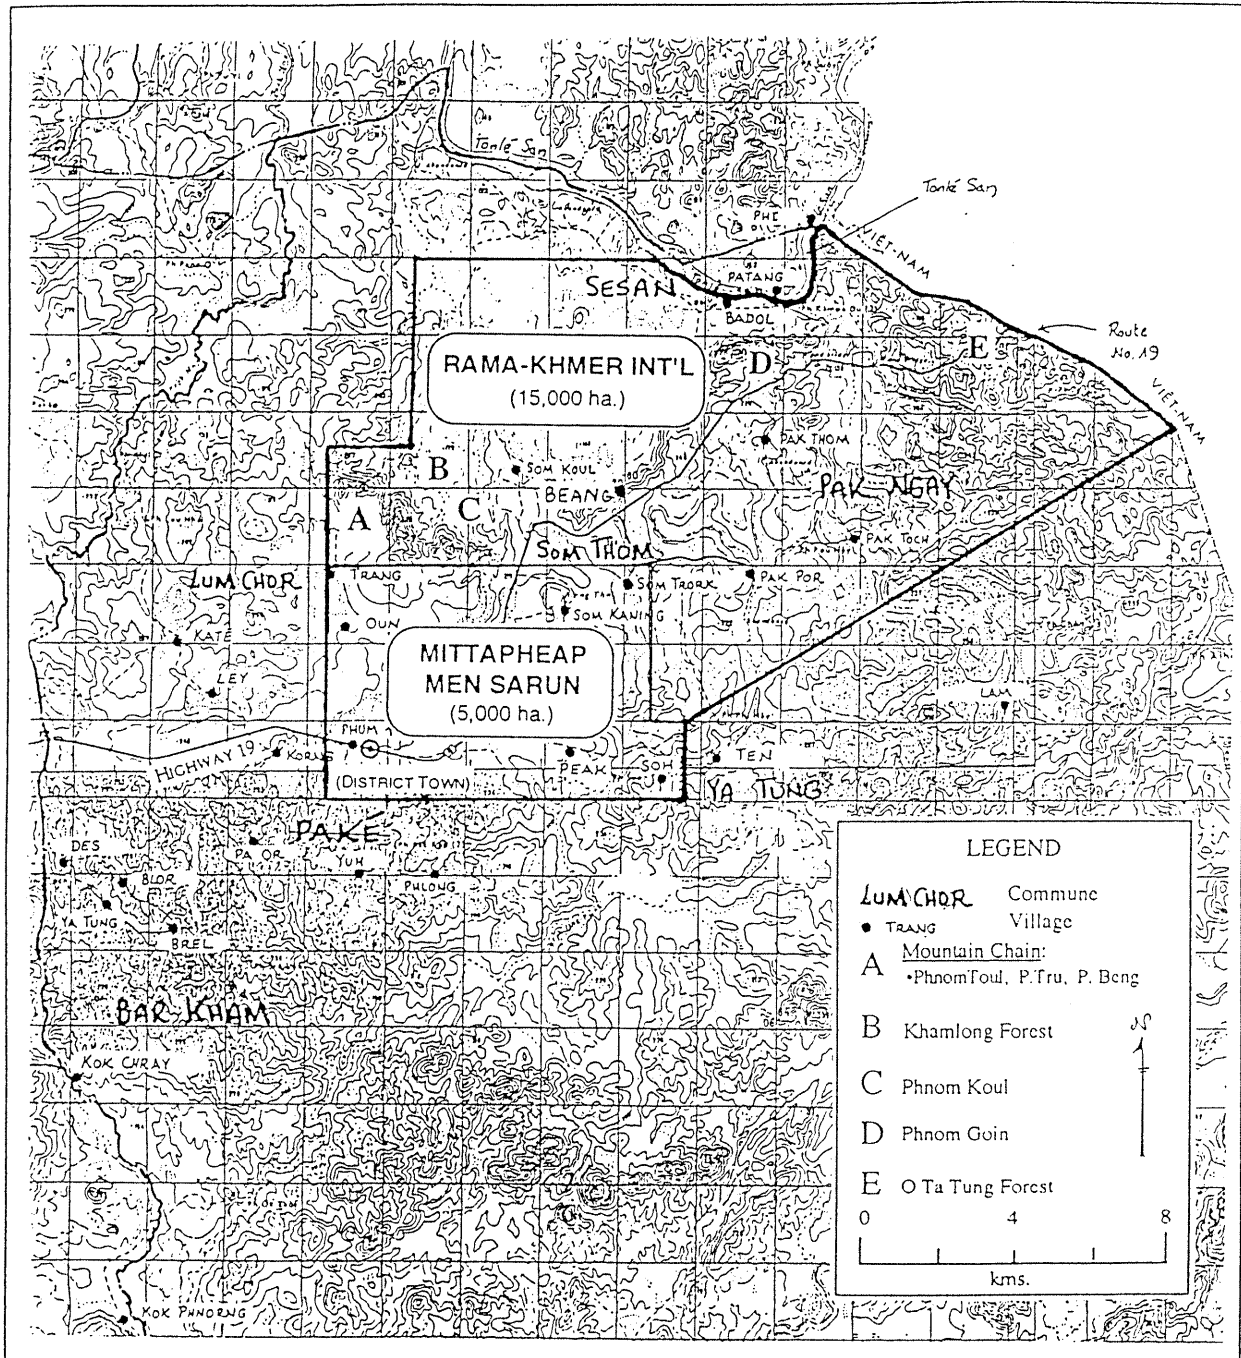 Tonlé San
Tonlé San
PHI
VIÊT-NAM
PATANG
SESAN
BADOL
Route
No. 19
RAMA-KHMER INT'L
(15,000 ha.)
D
E
VIÊT-NAM
PAK THOM
B
SOM KOUL
BEANG
PAK NGAY
A
C
SOM THOM
PAK TOCH
LUM CHOR
TRANG
SOM TRORK
PAK POR
OUN
SOM KANING
KATE
MITTAPHEAP
MEN SARUN
(5,000 ha.)
LEY
LAM
PHUM
HIGHWAY 19
KORNG
PEAK
SOH
TEN
(DISTRICT TOWN)
YA TUNG
PAKE
DES
PA OR
YUH
PHLONG
BLOR
YA TUNG
BREL
BAR KHAM
KOK CHRAY
KOK PHNORNG
LEGEND
LUM CHOR Commune
• TRANG Village
A Mountain Chain:
•Phnom Toul, P.Tru, P. Beng
B Khamlong Forest
N
C Phnom Koul
D Phnom Goin
E O Ta Tung Forest
0 4 8
kms.